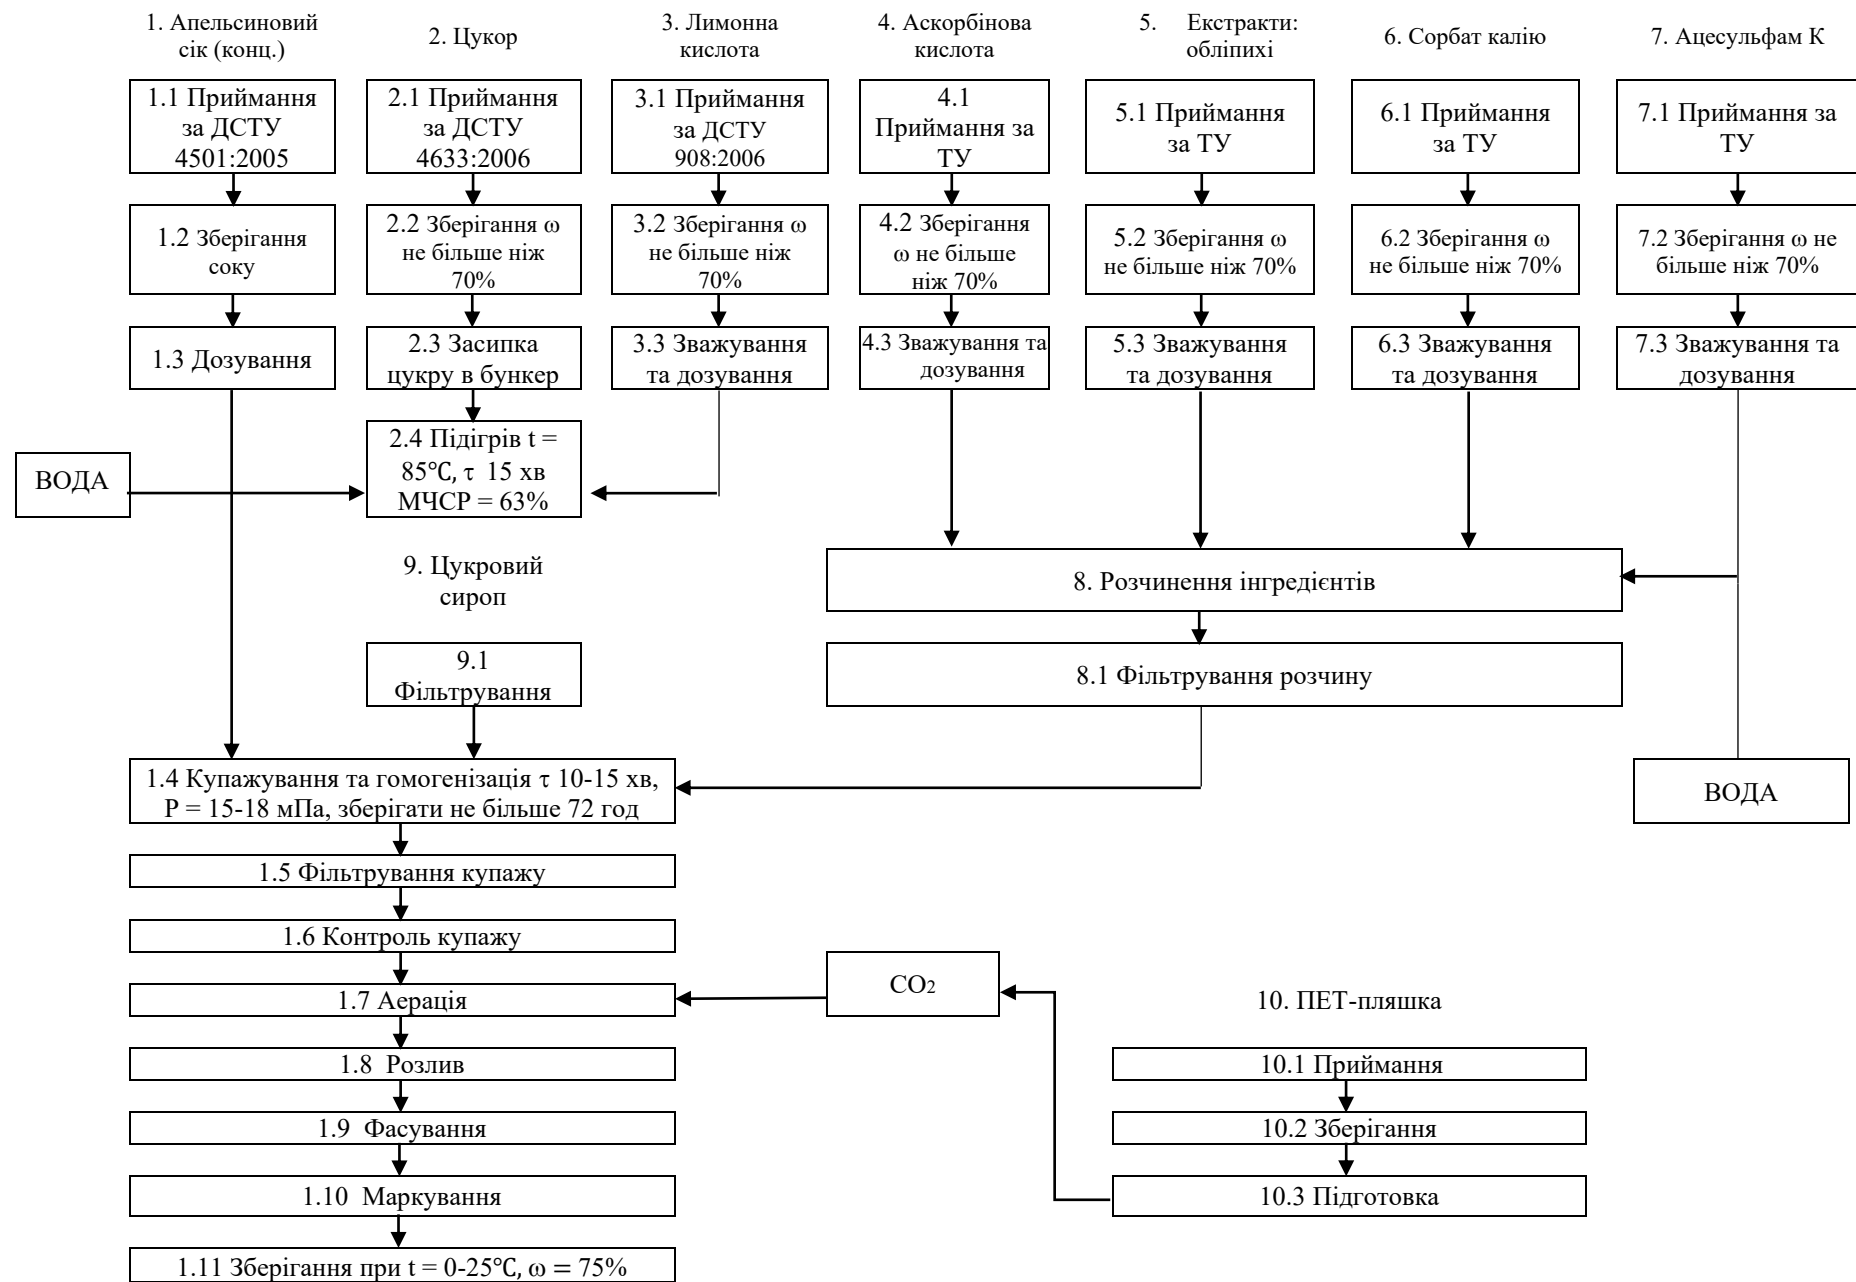 1. Апельсиновий
сік (конц.)
2. Цукор
3. Лимонна
кислота
4. Аскорбінова
кислота
5. Екстракти:
обліпихі
6. Сорбат калію
7. Ацесульфам К
1.1 Приймання
за ДСТУ
4501:2005
2.1 Приймання
за ДСТУ
4633:2006
3.1 Приймання
за ДСТУ
908:2006
4.1
Приймання за
ТУ
5.1 Приймання
за ТУ
6.1 Приймання
за ТУ
7.1 Приймання за
ТУ
1.2 Зберігання
соку
2.2 Зберігання ω
не більше ніж
70%
3.2 Зберігання ω
не більше ніж
70%
4.2 Зберігання
ω не більше
ніж 70%
5.2 Зберігання ω
не більше ніж 70%
6.2 Зберігання ω
не більше ніж 70%
7.2 Зберігання ω не
більше ніж 70%
1.3 Дозування
2.3 Засипка
цукру в бункер
3.3 Зважування
та дозування
4.3 Зважування та
дозування
5.3 Зважування
та дозування
6.3 Зважування
та дозування
7.3 Зважування та
дозування
ВОДА
2.4 Підігрів t =
85℃, τ 15 хв
МЧСР = 63%
9. Цукровий
сироп
8. Розчинення інгредієнтів
9.1
Фільтрування
8.1 Фільтрування розчину
1.4 Купажування та гомогенізація τ 10-15 хв,
Р = 15-18 мПа, зберігати не більше 72 год
ВОДА
1.5 Фільтрування купажу
1.6 Контроль купажу
1.7 Аерація
СО2
10. ПЕТ-пляшка
1.8 Розлив
10.1 Приймання
1.9 Фасування
10.2 Зберігання
1.10 Маркування
10.3 Підготовка
1.11 Зберігання при t = 0-25℃, ω = 75%